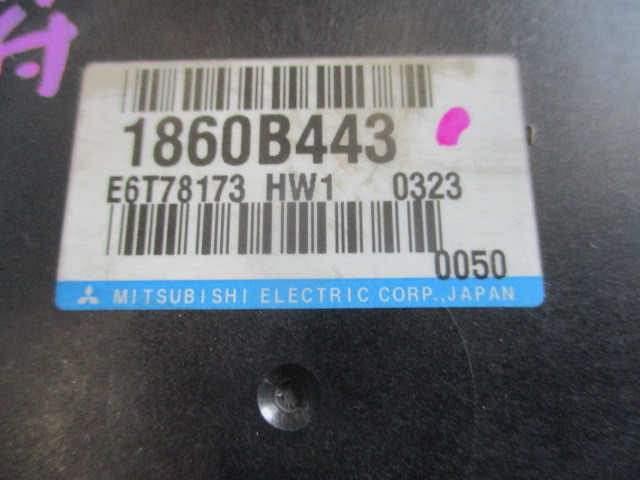 1860B443
E6T78173 HW1 0323
0050
MITSUBISHI ELECTRIC CORP., JAPAN